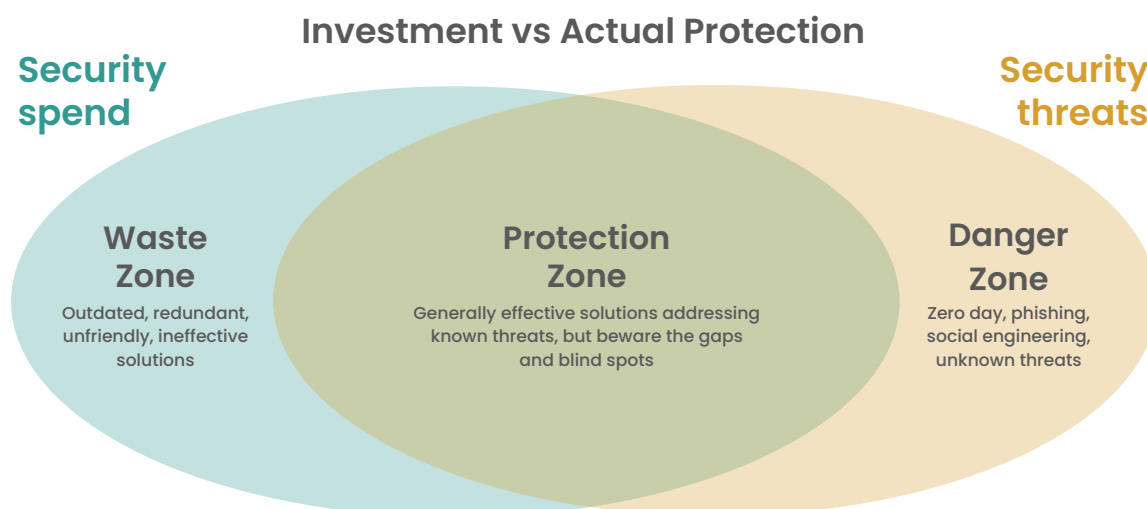 Investment vs Actual Protection
Security
spend
Security
threats
Waste
Zone
Outdated, redundant,
unfriendly, ineffective
solutions
Protection
Zone
Generally effective solutions addressing
known threats, but beware the gaps
and blind spots
Danger
Zone
Zero day, phishing,
social engineering,
unknown threats